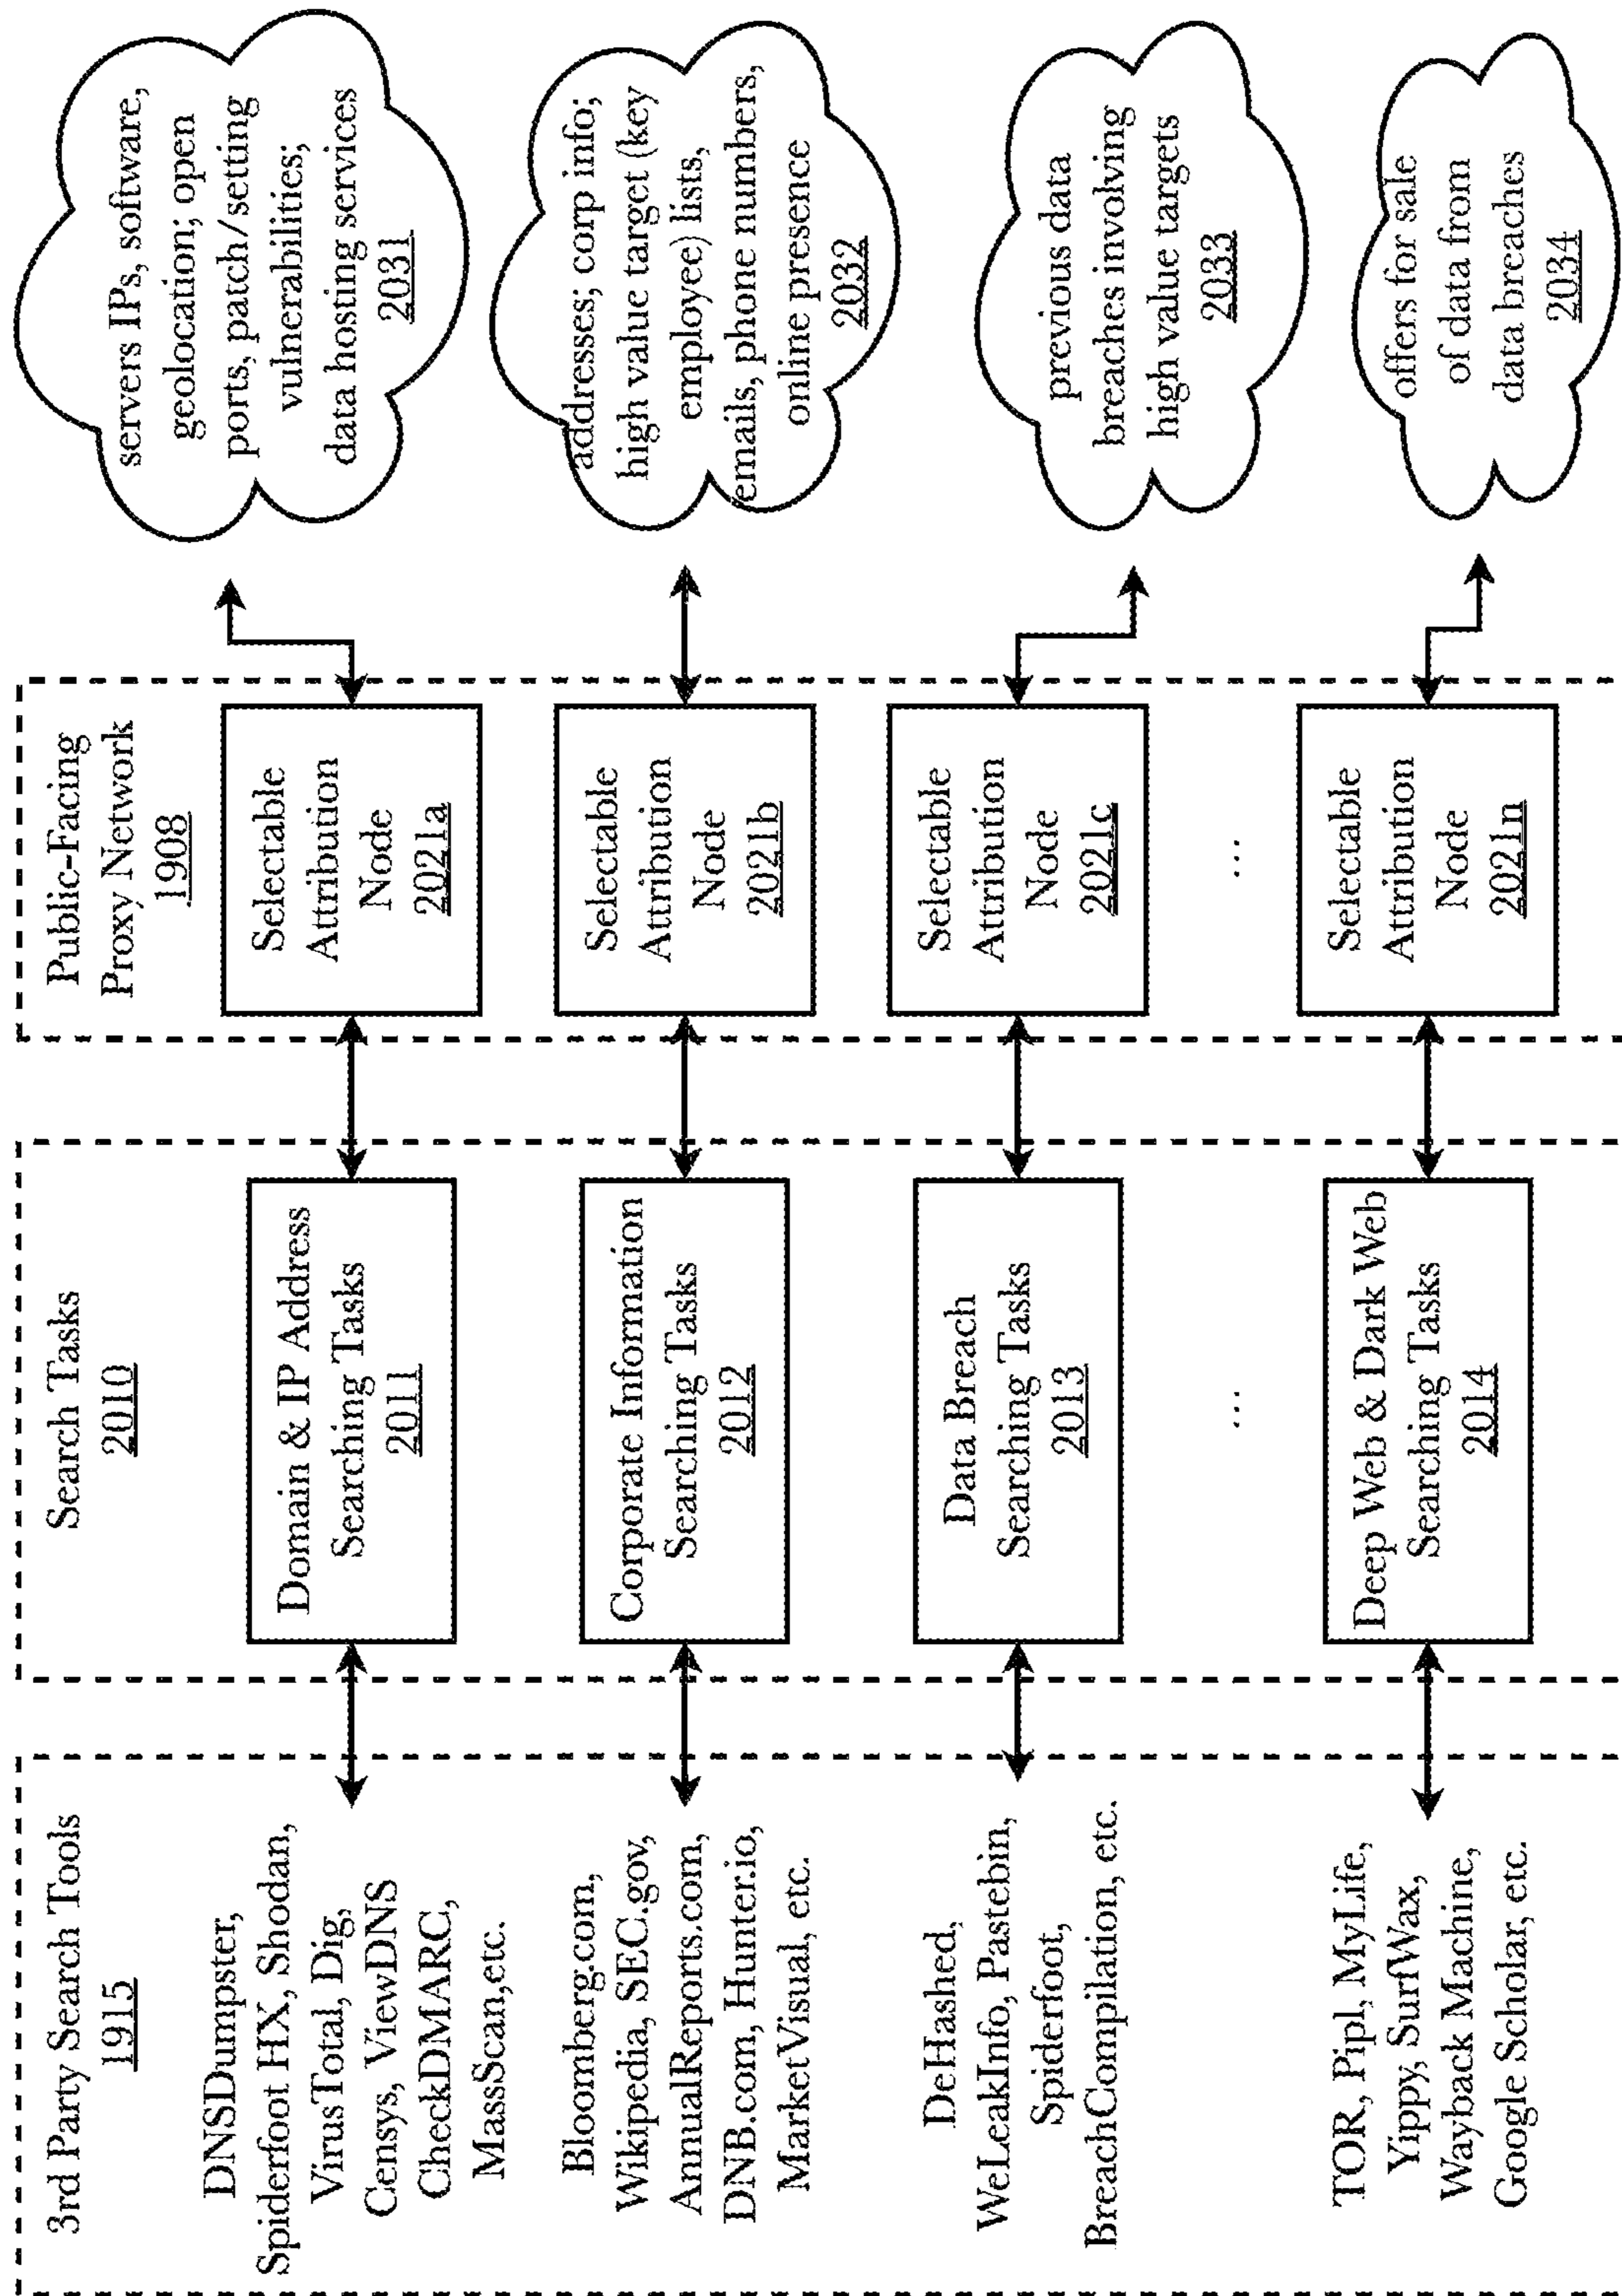 3rd Party Search Tools
1915
DNSDumpster,
Spiderfoot HX, Shodan,
VirusTotal, Dig,
Censys, ViewDNS
CheckDMARC,
MassScan,etc.
Bloomberg.com,
Wikipedia, SEC.gov,
AnnualReports.com,
DNB.com, Hunter.io,
MarketVisual, etc.
DeHashed,
WeLeakInfo, Pastebin,
Spiderfoot,
BreachCompilation, etc.
TOR, Pipl, MyLife,
Yippy, SurfWax,
Wayback Machine,
Google Scholar, etc.
Search Tasks
2010
Domain & IP Address
Searching Tasks
2011
Corporate Information
Searching Tasks
2012
Data Breach
Searching Tasks
2013
...
Deep Web & Dark Web
Searching Tasks
2014
Public-Facing
Proxy Network
1908
Selectable
Attribution
Node
2021a
Selectable
Attribution
Node
2021b
Selectable
Attribution
Node
2021c
...
Selectable
Attribution
Node
2021n
servers IPs, software,
geolocation; open
ports, patch/setting
vulnerabilities;
data hosting services
2031
addresses; corp info;
high value target (key
employee) lists,
emails, phone numbers,
online presence
2032
previous data
breaches involving
high value targets
2033
offers for sale
of data from
data breaches
2034